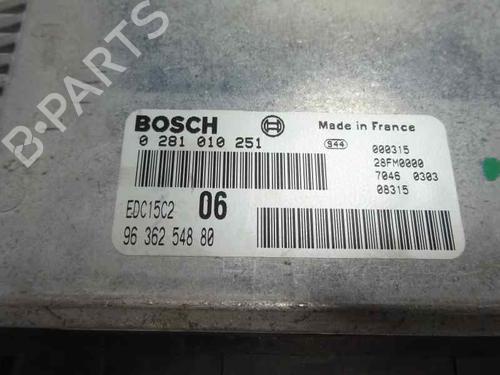 BOSCH
Made in France
0 281 010 251
944
000315
28FM0000
7046 0303
08315
EDC15C2 06
96 362 548 80
B-PARTS